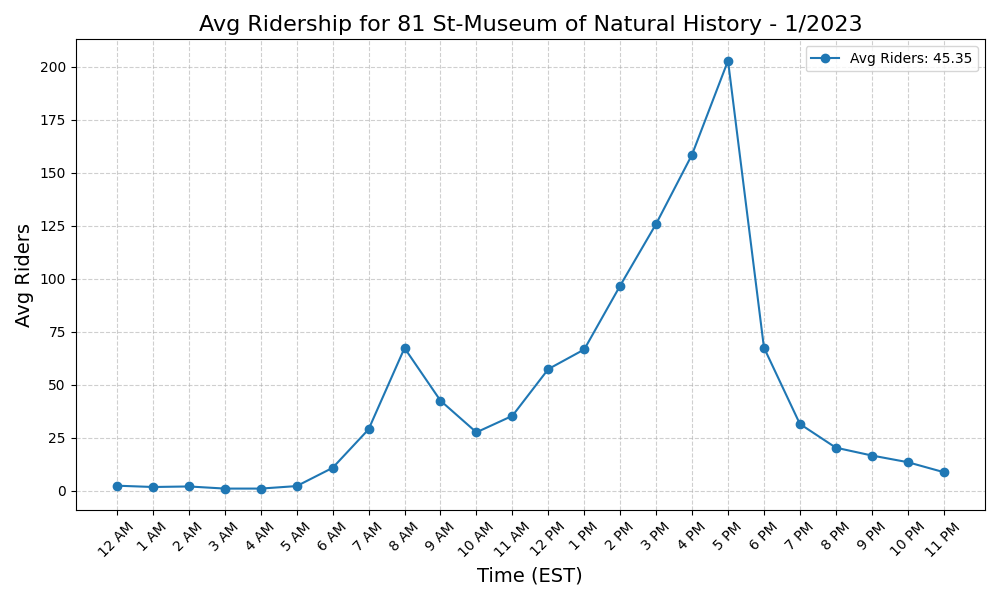 Avg Ridership for 81 St-Museum of Natural History - 1/2023
Avg Riders: 45.35
Avg Riders
200
175
150
125
100
75
50
25
0
12 AM
1 AM
2 AM
3 AM
4 AM
5 AM
6 AM
7 AM
8 AM
9 AM
10 AM
11 AM
12 PM
1 PM
2 PM
3 PM
4 PM
5 PM
6 PM
7 PM
8 PM
9 PM
10 PM
11 PM
Time (EST)